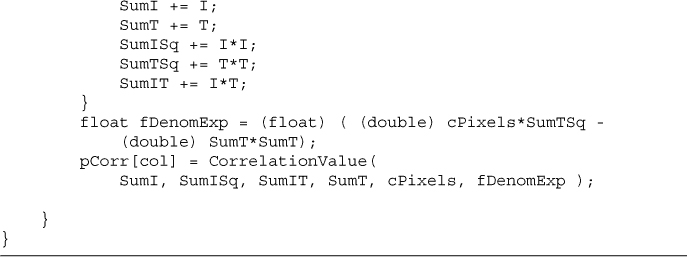 SumI += I;
SumT += T;
SumISq += I*I;
SumTSq += T*T;
SumIT += I*T;
}
float fDenomExp = (float) ( (double) cPixels*SumTSq -
(double) SumT*SumT);
pCorr[col] = CorrelationValue(
SumI, SumISq, SumIT, SumT, cPixels, fDenomExp );
}
}